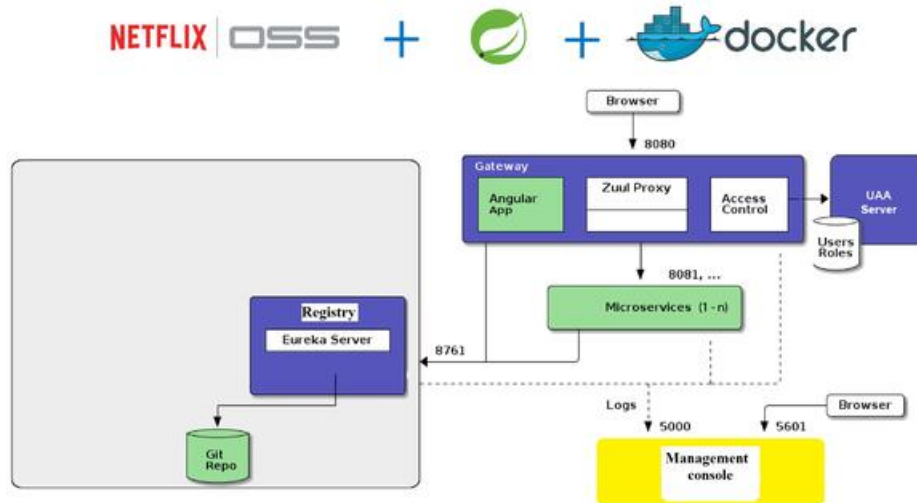 NETFLIX OSS + + docker
Browser
8080
Gateway
Angular
App
Zuul Proxy
Access
Control
UAA
Server
Users
Roles
8081, ...
Microservices (1-n)
Registry
Eureka Server
8761
Git
Repo
Logs
5000
5601
Browser
Management
console